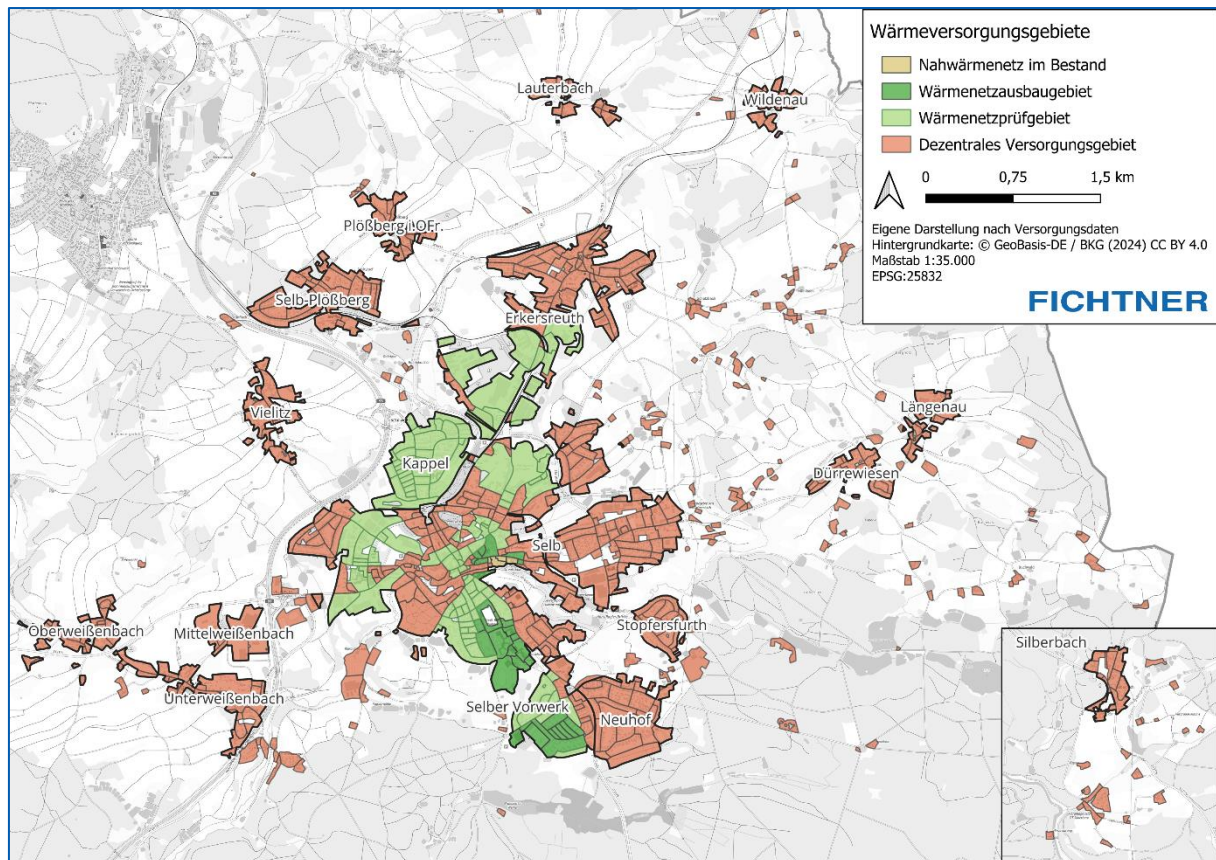 Wärmeversorgungsgebiete
Nahwärmenetz im Bestand
Wärmenetzausbaugebiet
Wärmenetzprüfgebiet
Dezentrales Versorgungsgebiet
0 0,75 1,5 km
Eigene Darstellung nach Versorgungsdaten
Hintergrundkarte: © GeoBasis-DE / BKG (2024) CC BY 4.0
Maßstab 1:35.000
EPSG:25832
FICHTNER
Lauterbach
Wildenau
Plößberg i.OFr.
Selb-Plößberg
Erkersreuth
Vielitz
Längenau
Kappel
Dürrewiesen
Selb
Oberweißenbach
Mittelweißenbach
Stopfersfurth
Unterweißenbach
Selber Vorwerk
Neuhof
Silberbach